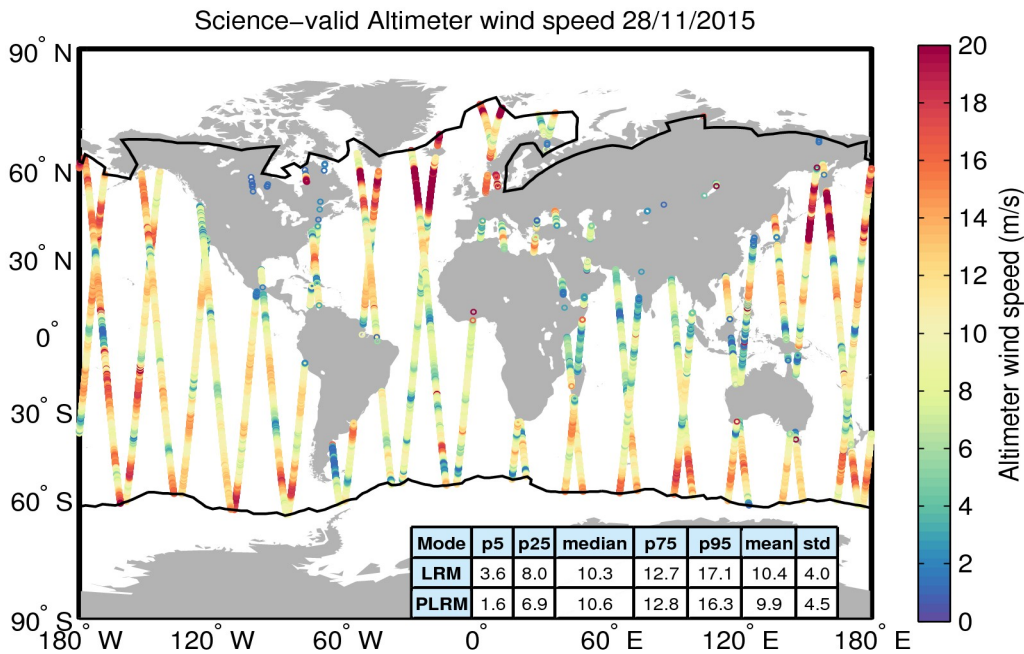 Science−valid Altimeter wind speed 28/11/2015
90° N
60° N
30° N
0°
30° S
60° S
90° S
180° W
120° W
60° W
0°
60° E
120° E
180° E
20
18
16
14
12
10
8
6
4
2
0
Altimeter wind speed (m/s)
Mode p5 p25 median p75 p95 mean std
LRM 3.6 8.0 10.3 12.7 17.1 10.4 4.0
PLRM 1.6 6.9 10.6 12.8 16.3 9.9 4.5